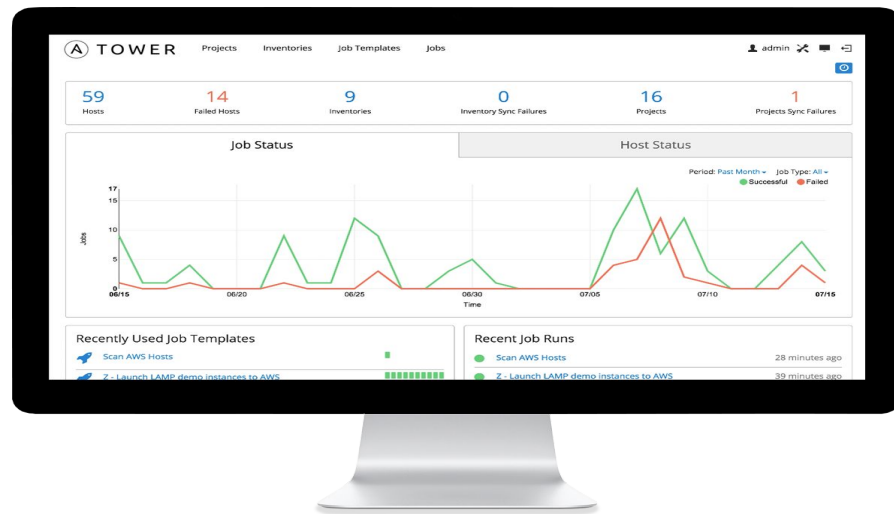 A TOWER Projects Inventories Job Templates Jobs admin
59 14 9 0 16 1
Hosts Failed Hosts Inventories Inventory Sync Failures Projects Projects Sync Failures
Job Status Host Status
Period: Past Month Job Type: All
Successful Failed
17
15
10
Jobs
5
0
06/15 06/20 06/25 06/30 07/05 07/10 07/15
Time
Recently Used Job Templates Recent Job Runs
Scan AWS Hosts Scan AWS Hosts 28 minutes ago
Z - Launch LAMP demo instances to AWS Z - Launch LAMP demo instances to AWS 39 minutes ago